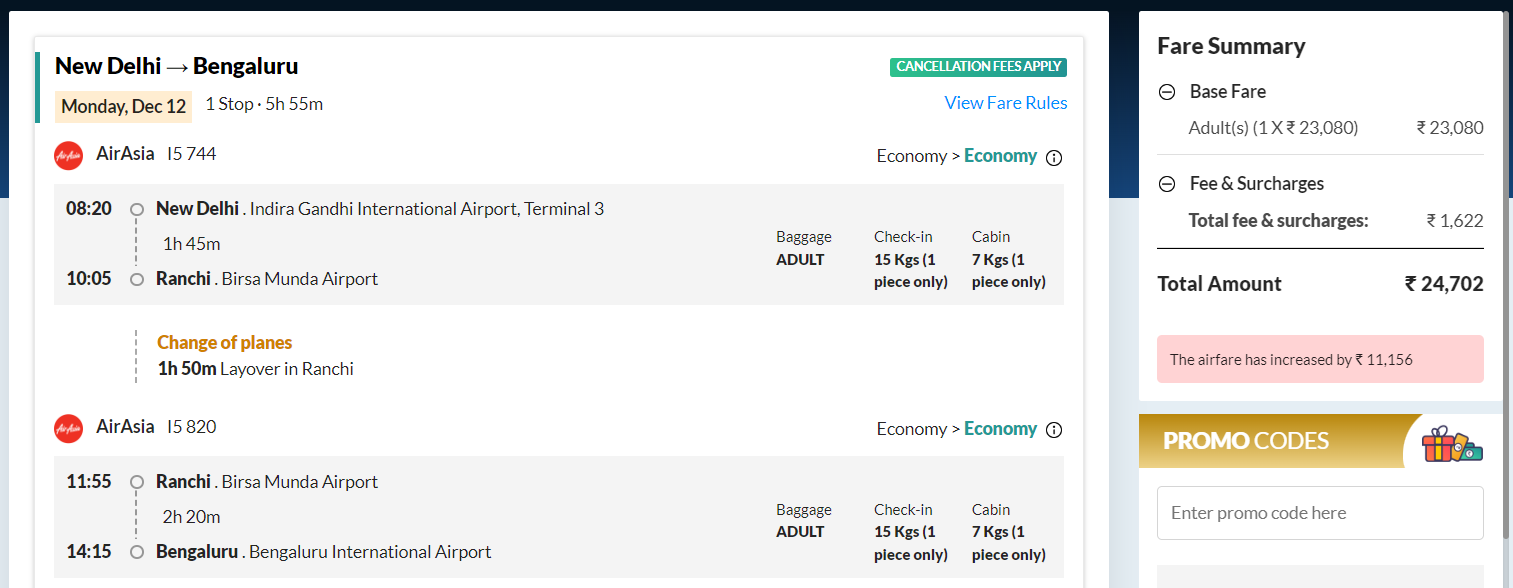 New Delhi → Bengaluru
CANCELLATION FEES APPLY
Monday, Dec 12 1 Stop · 5h 55m
View Fare Rules
AirAsia AirAsia I5 744
Economy > Economy
08:20 New Delhi . Indira Gandhi International Airport, Terminal 3
1h 45m
10:05 Ranchi . Birsa Munda Airport
Baggage Check-in Cabin
ADULT 15 Kgs (1 7 Kgs (1
piece only) piece only)
Change of planes
1h 50m Layover in Ranchi
AirAsia AirAsia I5 820
Economy > Economy
11:55 Ranchi . Birsa Munda Airport
2h 20m
14:15 Bengaluru . Bengaluru International Airport
Baggage Check-in Cabin
ADULT 15 Kgs (1 7 Kgs (1
piece only) piece only)
Fare Summary
Base Fare
Adult(s) (1 X ₹ 23,080) ₹ 23,080
Fee & Surcharges
Total fee & surcharges: ₹ 1,622
Total Amount ₹ 24,702
The airfare has increased by ₹ 11,156
PROMO CODES
Enter promo code here